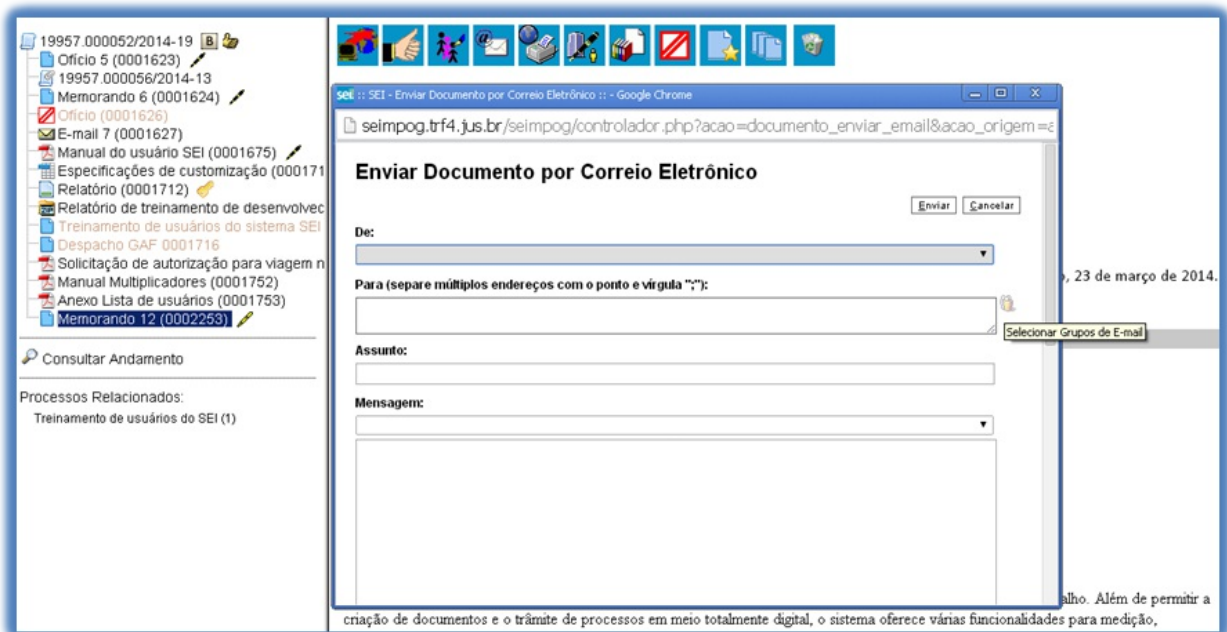 19957.000052/2014-19 B
Ofício 5 (0001623)
19957.000056/2014-13
Memorando 6 (0001624)
Ofício (0001626)
E-mail 7 (0001627)
Manual do usuário SEI (0001675)
Especificações de customização (000171
Relatório (0001712)
Relatório de treinamento de desenvolvec
Treinamento de usuários do sistema SEI
Despacho GAF 0001716
Solicitação de autorização para viagem n
Manual Multiplicadores (0001752)
Anexo Lista de usuários (0001753)
Memorando 12 (0002253)
Consultar Andamento
Processos Relacionados:
Treinamento de usuários do SEI (1)
sei :: SEI - Enviar Documento por Correio Eletrônico :: - Google Chrome
seimpog.trf4.jus.br/seimpog/controlador.php?acao=documento_enviar_email&acao_origem=a
Enviar Documento por Correio Eletrônico
Enviar Cancelar
De:
Para (separe múltiplos endereços com o ponto e vírgula ";"):
Selecionar Grupos de E-mail
Assunto:
Mensagem:
, 23 de março de 2014.
alho. Além de permitir a
criação de documentos e o trâmite de processos em meio totalmente digital, o sistema oferece várias funcionalidades para medição,